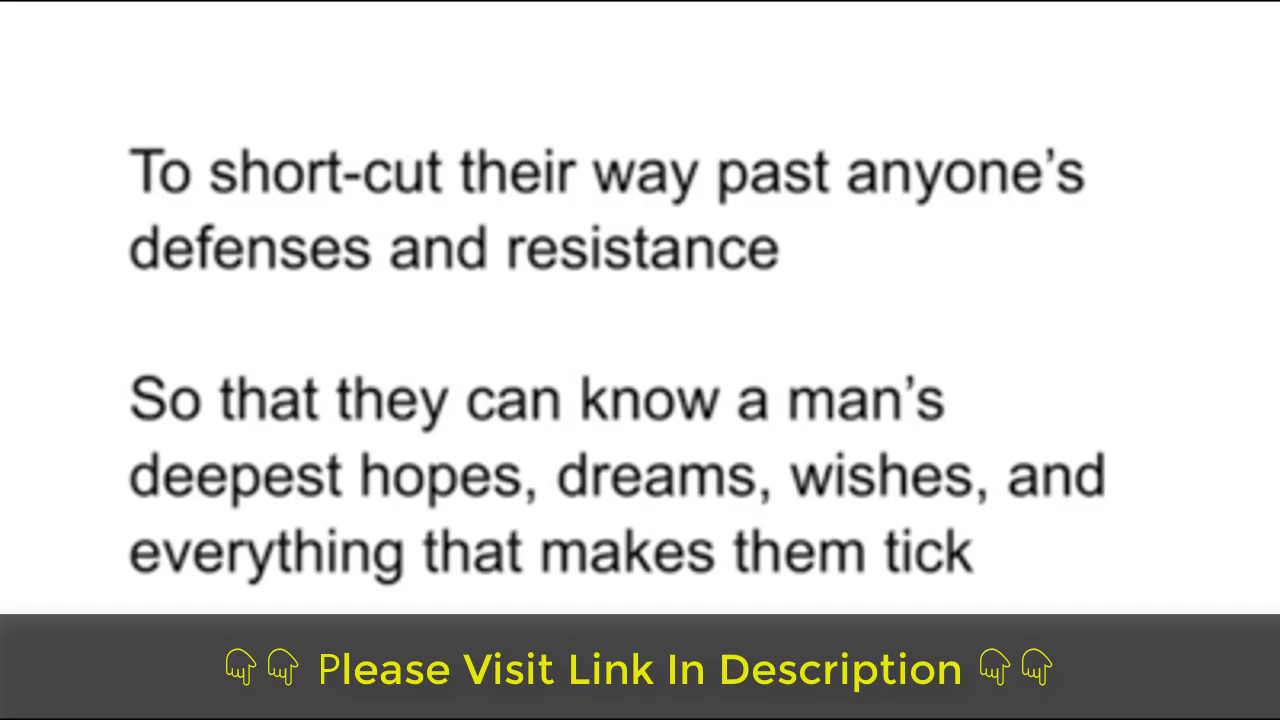 To short-cut their way past anyone’s
defenses and resistance
So that they can know a man’s
deepest hopes, dreams, wishes, and
everything that makes them tick
Please Visit Link In Description